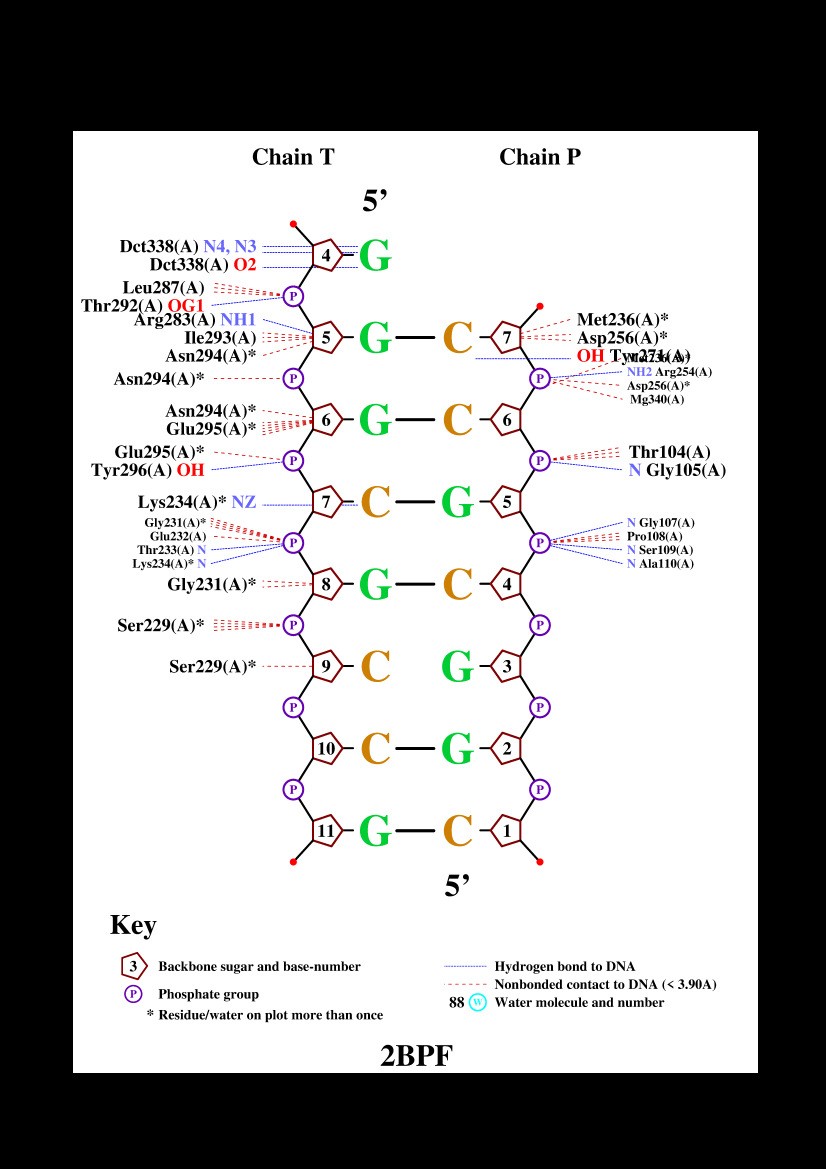 Chain T Chain P
5’
Dct338(A) N4, N3
4 G
Dct338(A) O2
Leu287(A)
P
Thr292(A) OG1
Arg283(A) NH1
Met236(A)*
Ile293(A) 5 G C 7 Asp256(A)*
Asn294(A)* OH Tyr271(A)
Met236(A)*
NH2 Arg254(A)
Asn294(A)* P P
Asp256(A)*
Mg340(A)
Asn294(A)*
6 G C 6
Glu295(A)*
Glu295(A)* Thr104(A)
P P
Tyr296(A) OH N Gly105(A)
Lys234(A)* NZ 7 C G 5
Gly231(A)* N Gly107(A)
Glu232(A) Pro108(A)
P P
Thr233(A) N N Ser109(A)
Lys234(A)* N N Ala110(A)
Gly231(A)* 8 G C 4
Ser229(A)* P P
Ser229(A)* 9 C G 3
P P
10 C G 2
P P
11 G C 1
5’
Key
3 Backbone sugar and base-number
Hydrogen bond to DNA
Nonbonded contact to DNA (< 3.90A)
P Phosphate group
88 W Water molecule and number
* Residue/water on plot more than once
2BPF